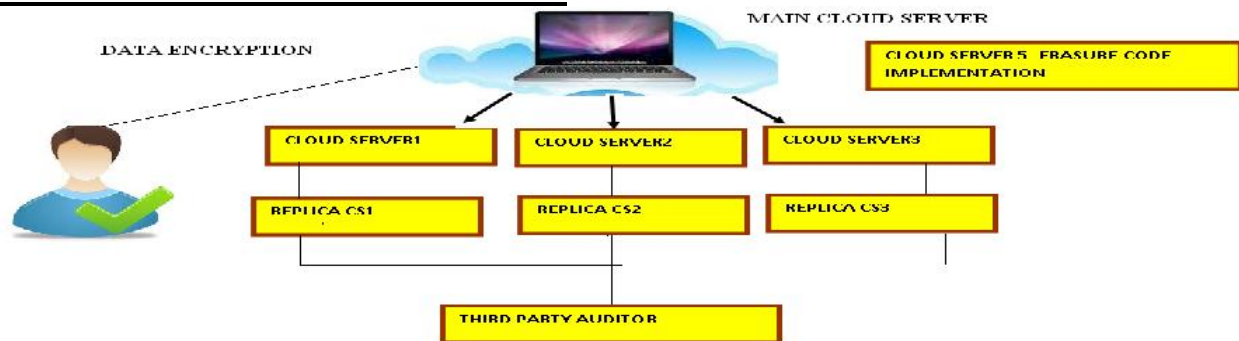 MAIN CLOUD SERVER
DATA ENCRYPTION
CLOUD SERVER 5 ERASURE CODE
IMPLEMENTATION
CLOUD SERVER1
CLOUD SERVER2
CLOUD SERVER3
REPLICA CS1
REPLICA CS2
REPLICA CS3
THIRD PARTY AUDITOR